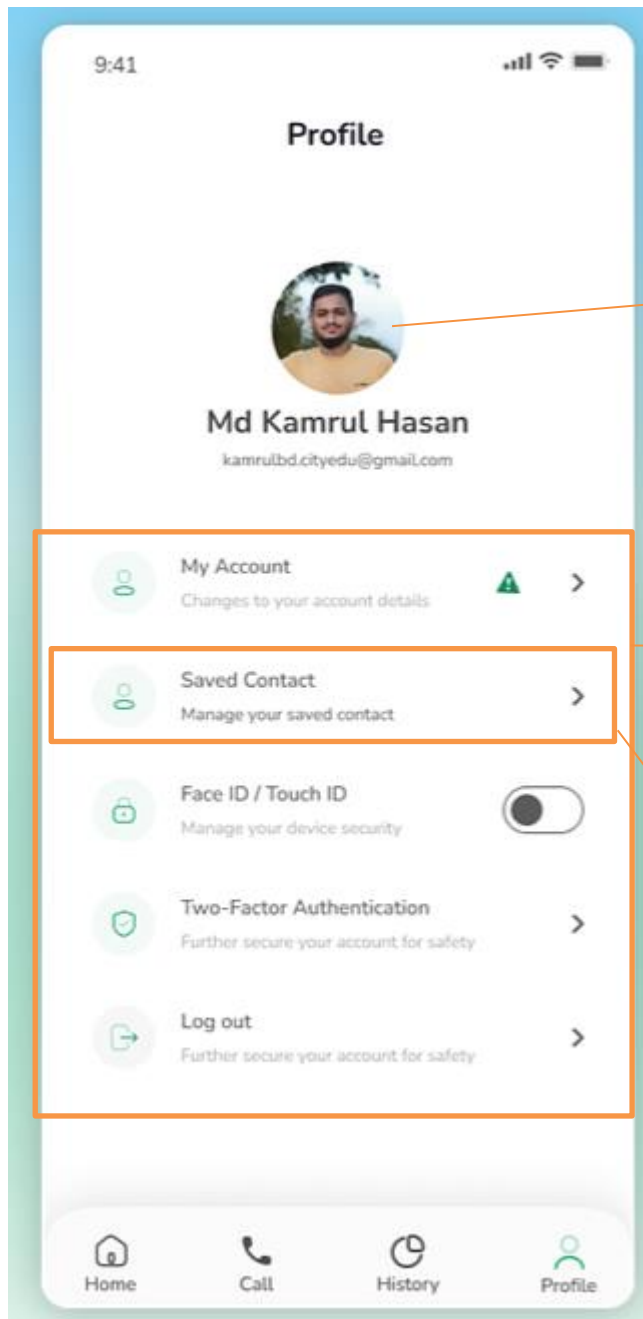 9:41
Profile
Md Kamrul Hasan
kamrulbd.cityedu@gmail.com
My Account
Changes to your account details
Saved Contact
Manage your saved contact
Face ID / Touch ID
Manage your device security
Two-Factor Authentication
Further secure your account for safety
Log out
Further secure your account for safety
Home Call History Profile